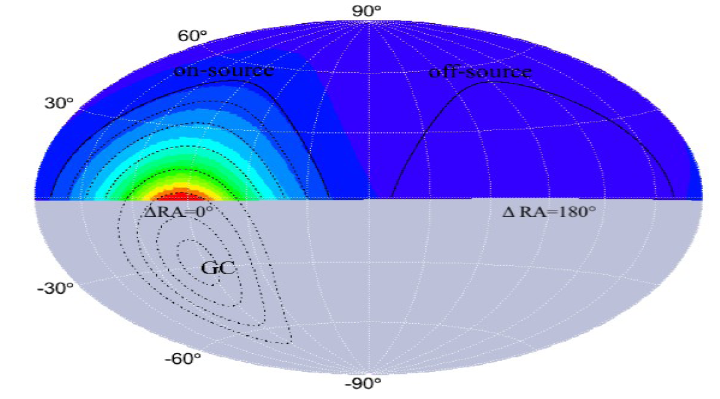 90°
60°
on-source
off-source
30°
ΔRA=0°
Δ RA=180°
GC
-30°
-60°
-90°